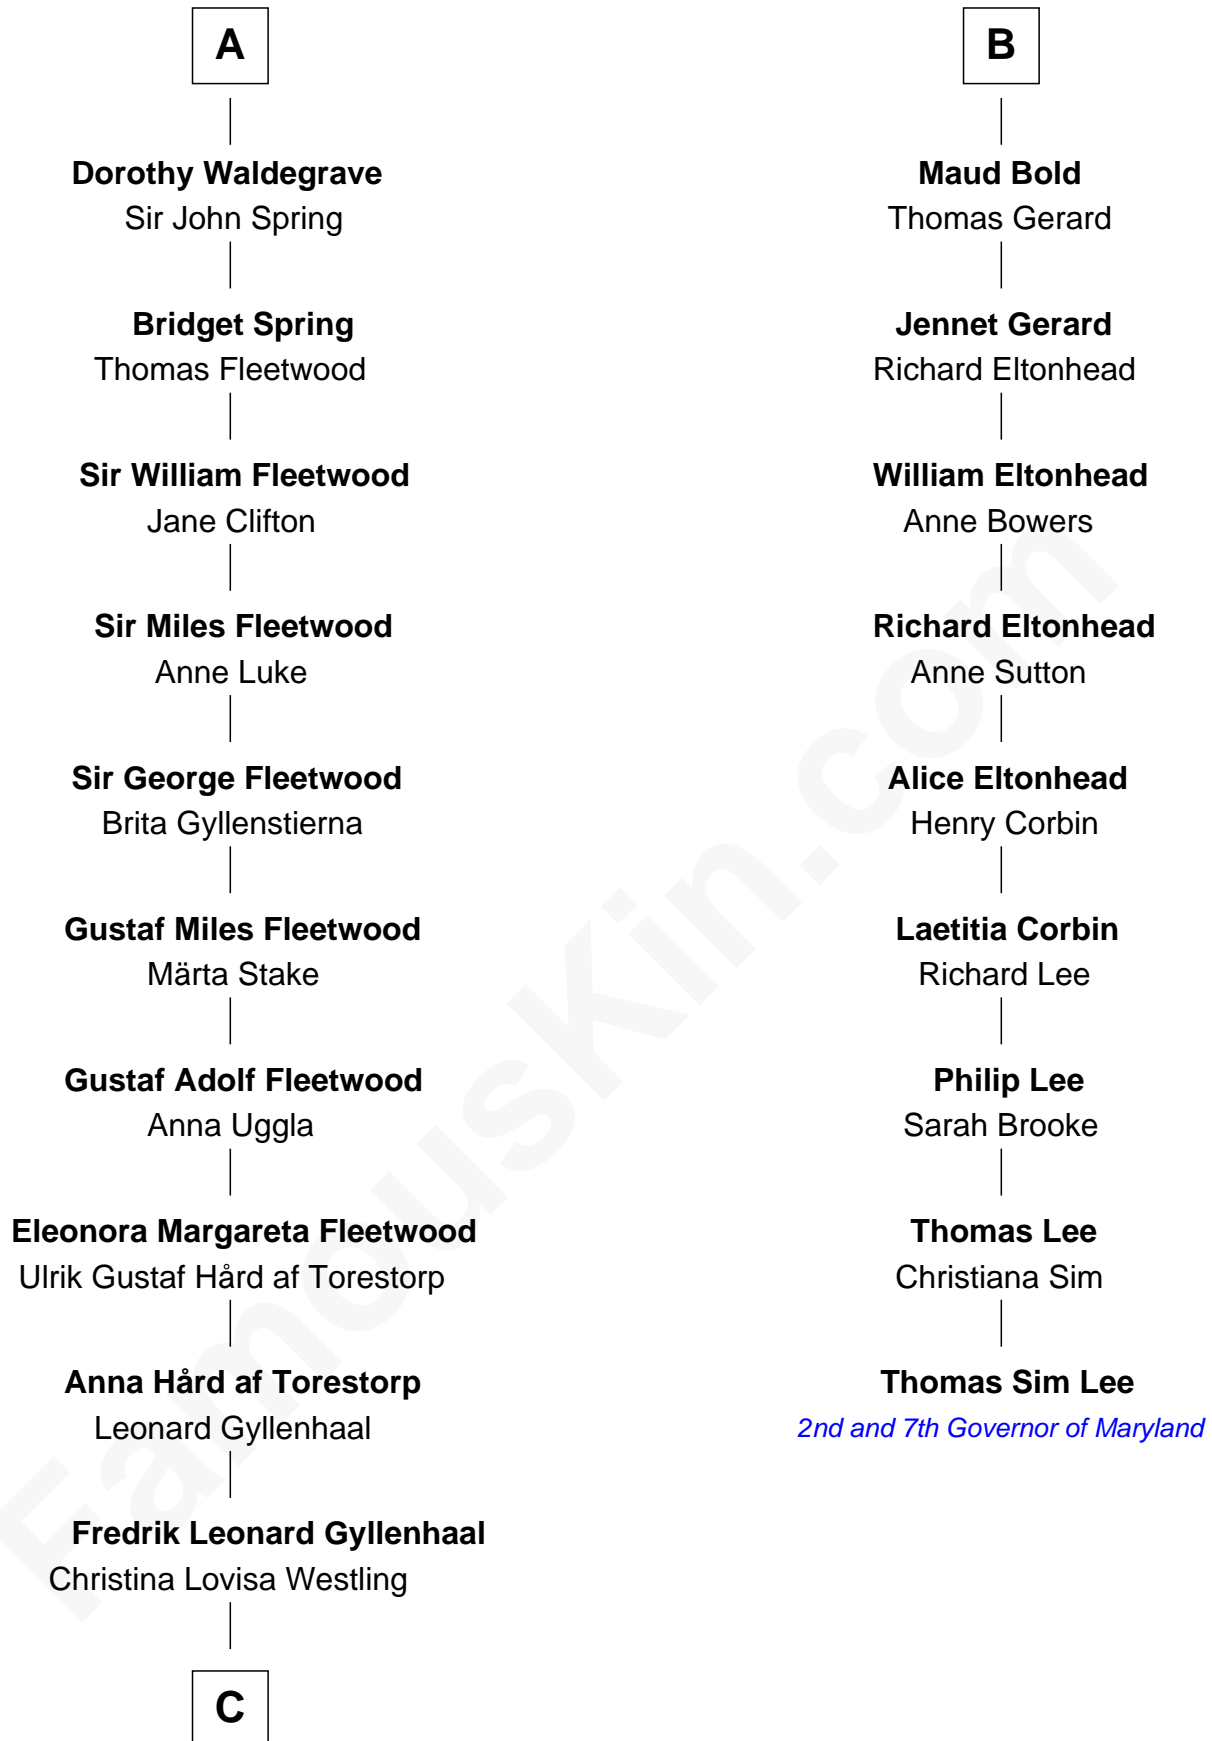 A
Dorothy Waldegrave
Sir John Spring
Bridget Spring
Thomas Fleetwood
Sir William Fleetwood
Jane Clifton
Sir Miles Fleetwood
Anne Luke
Sir George Fleetwood
Brita Gyllenstierna
Gustaf Miles Fleetwood
Märta Stake
Gustaf Adolf Fleetwood
Anna Uggla
Eleonora Margareta Fleetwood
Ulrik Gustaf Hård af Torestorp
Anna Hård af Torestorp
Leonard Gyllenhaal
Fredrik Leonard Gyllenhaal
Christina Lovisa Westling
C
B
Maud Bold
Thomas Gerard
Jennet Gerard
Richard Eltonhead
William Eltonhead
Anne Bowers
Richard Eltonhead
Anne Sutton
Alice Eltonhead
Henry Corbin
Laetitia Corbin
Richard Lee
Philip Lee
Sarah Brooke
Thomas Lee
Christiana Sim
Thomas Sim Lee
2nd and 7th Governor of Maryland
FamousKin.com